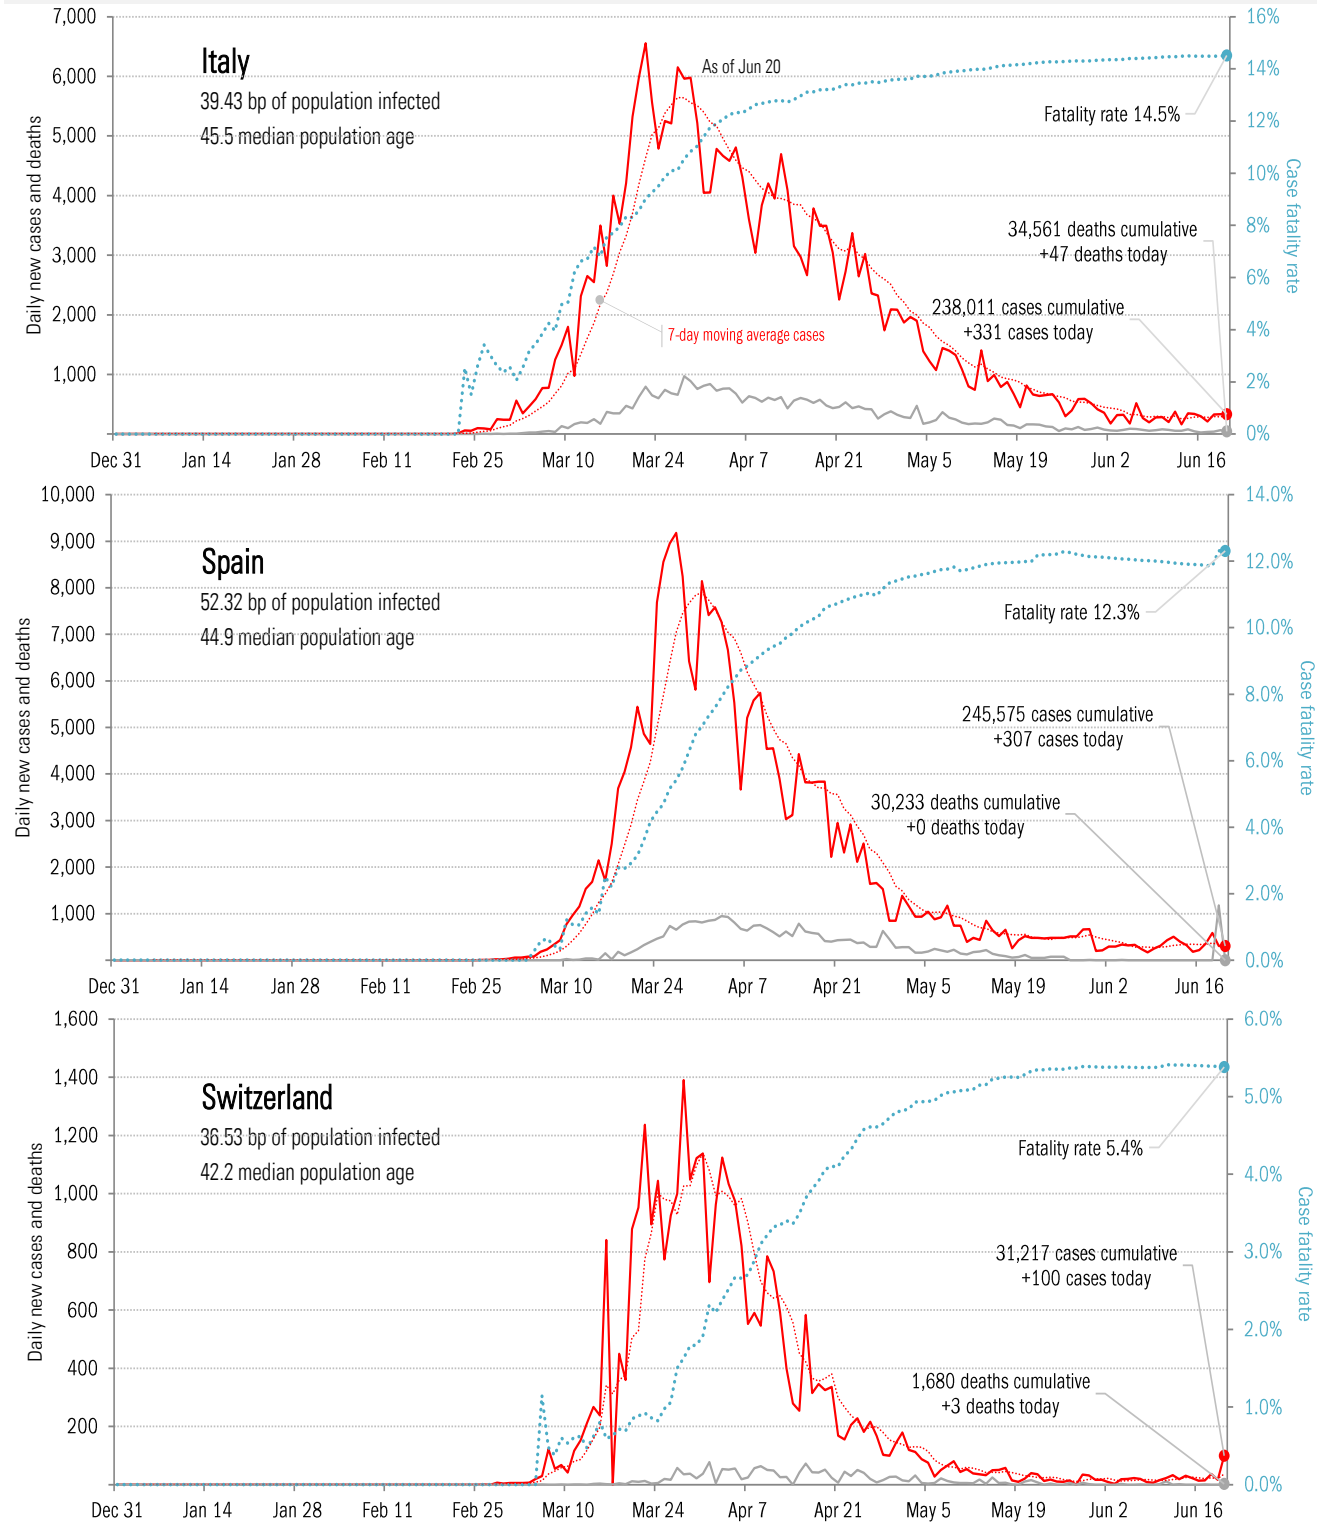 7,000
6,000
5,000
4,000
3,000
2,000
1,000
Daily new cases and deaths
Italy
39.43 bp of population infected
45.5 median population age
As of Jun 20
7-day moving average cases
Fatality rate 14.5%
34,561 deaths cumulative
+47 deaths today
238,011 cases cumulative
+331 cases today
16%
14%
12%
10%
8%
6%
4%
2%
0%
Case fatality rate
Dec 31 Jan 14 Jan 28 Feb 11 Feb 25 Mar 10 Mar 24 Apr 7 Apr 21 May 5 May 19 Jun 2 Jun 16
10,000
9,000
8,000
7,000
6,000
5,000
4,000
3,000
2,000
1,000
Daily new cases and deaths
Spain
52.32 bp of population infected
44.9 median population age
Fatality rate 12.3%
245,575 cases cumulative
+307 cases today
30,233 deaths cumulative
+0 deaths today
14.0%
12.0%
10.0%
8.0%
6.0%
4.0%
2.0%
0.0%
Case fatality rate
Dec 31 Jan 14 Jan 28 Feb 11 Feb 25 Mar 10 Mar 24 Apr 7 Apr 21 May 5 May 19 Jun 2 Jun 16
1,600
1,400
1,200
1,000
800
600
400
200
Daily new cases and deaths
Switzerland
36.53 bp of population infected
42.2 median population age
Fatality rate 5.4%
31,217 cases cumulative
+100 cases today
1,680 deaths cumulative
+3 deaths today
6.0%
5.0%
4.0%
3.0%
2.0%
1.0%
0.0%
Case fatality rate
Dec 31 Jan 14 Jan 28 Feb 11 Feb 25 Mar 10 Mar 24 Apr 7 Apr 21 May 5 May 19 Jun 2 Jun 16